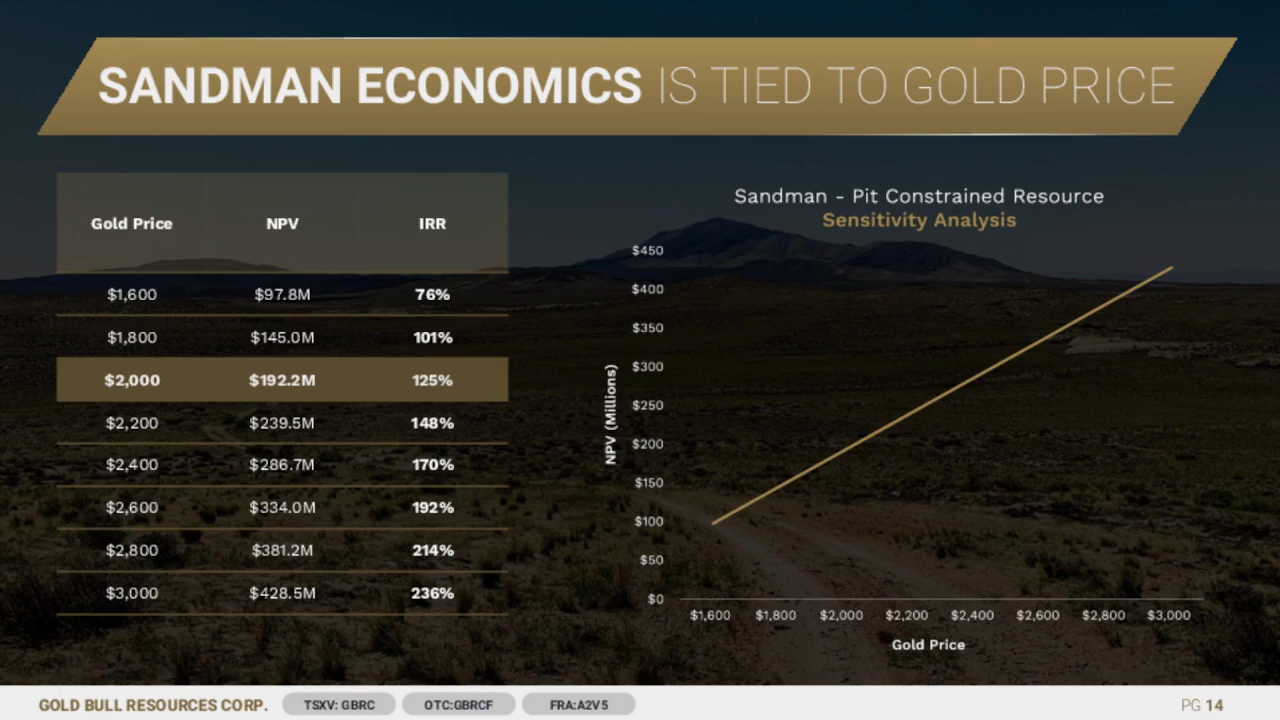 SANDMAN ECONOMICS IS TIED TO GOLD PRICE
Gold Price NPV IRR
$1,600 $97.8M 76%
$1,800 $145.0M 101%
$2,000 $192.2M 125%
$2,200 $239.5M 148%
$2,400 $286.7M 170%
$2,600 $334.0M 192%
$2,800 $381.2M 214%
$3,000 $428.5M 236%
Sandman - Pit Constrained Resource
Sensitivity Analysis
NPV (Millions)
$450
$400
$350
$300
$250
$200
$150
$100
$50
$0
$1,600 $1,800 $2,000 $2,200 $2,400 $2,600 $2,800 $3,000
Gold Price
GOLD BULL RESOURCES CORP. TSXV: GBRC OTC:GBRCF FRA:A2V5 PG 14